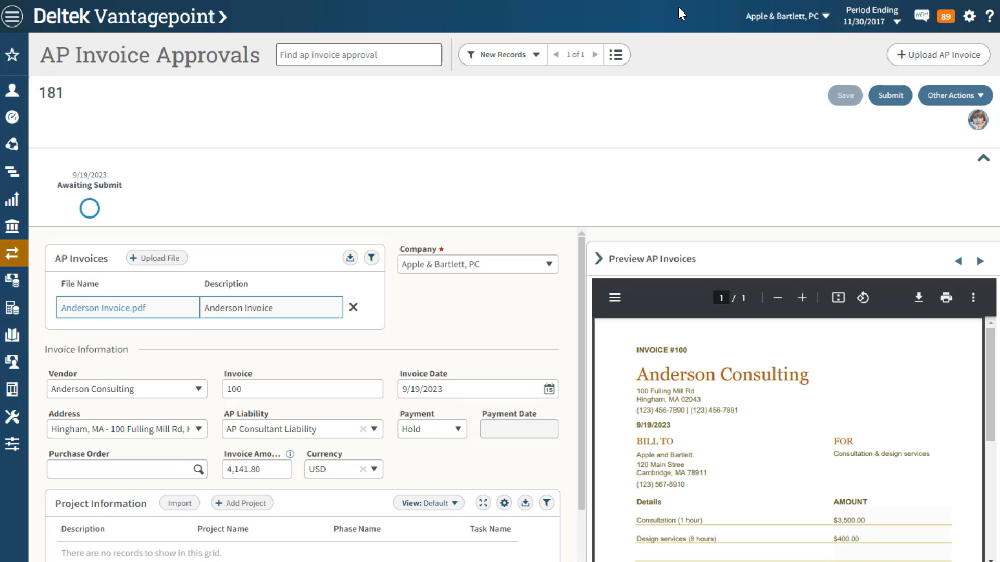 Deltek Vantagepoint
Apple & Bartlett, PC
Period Ending
11/30/2017
HEY!
89
?
AP Invoice Approvals
Find ap invoice approval
New Records
1 of 1
+ Upload AP Invoice
181
Save
Submit
Other Actions
9/19/2023
Awaiting Submit
AP Invoices
+ Upload File
File Name
Description
Anderson Invoice.pdf
Anderson Invoice
Company *
Apple & Bartlett, PC
Invoice Information
Vendor
Invoice
Invoice Date
Anderson Consulting
100
9/19/2023
15
Address
AP Liability
Payment
Payment Date
Hingham, MA - 100 Fulling Mill Rd, H
AP Consultant Liability
Hold
Purchase Order
Invoice Amo...
Currency
4,141.80
USD
Project Information
Import
+ Add Project
View: Default
Description
Project Name
Phase Name
Task Name
There are no records to show in this grid.
Preview AP Invoices
1 / 1
INVOICE #100
Anderson Consulting
100 Fulling Mill Rd
Hingham, MA 02043
(123) 456-7890 | (123) 456-7891
9/19/2023
BILL TO
FOR
Apple and Bartlett.
Consultation & design services
120 Main Stree
Cambridge, MA 78911
(123) 567-8910
Details
AMOUNT
Consultation (1 hour)
$3,500.00
Design services (8 hours)
$400.00